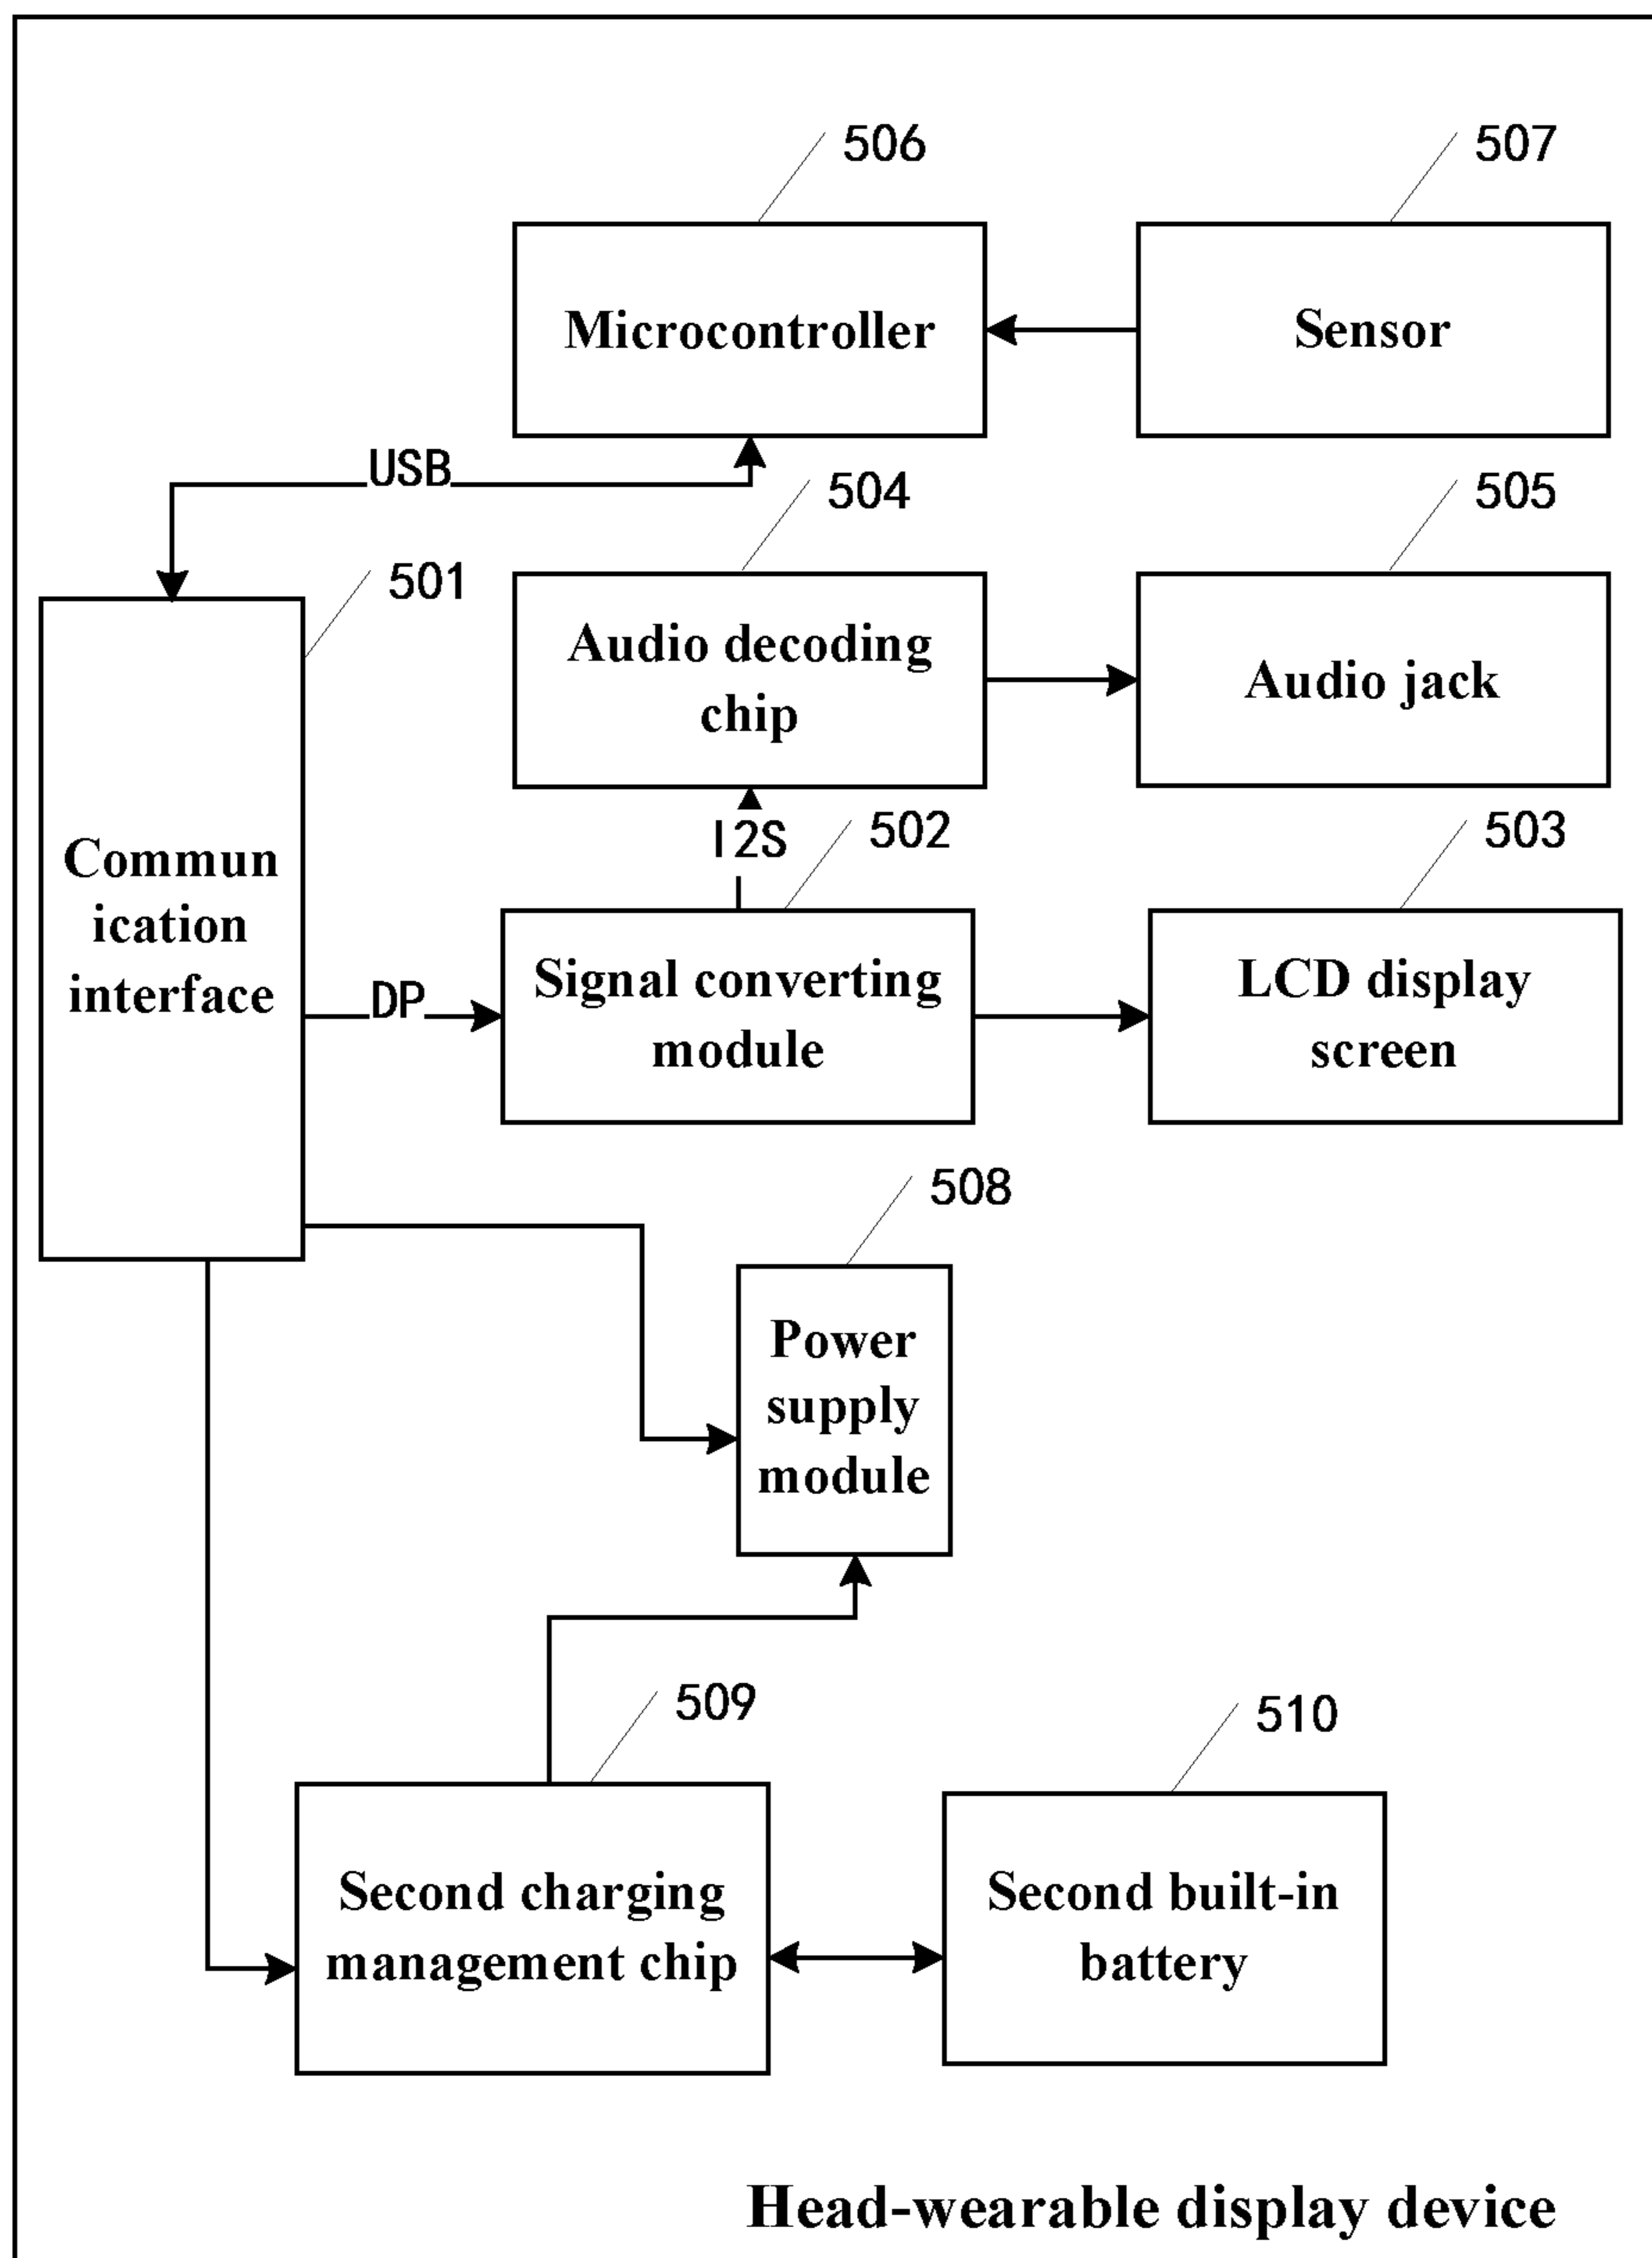 506
507
Microcontroller
Sensor
USB
504
505
501
Audio decoding
chip
Audio jack
I2S
502
503
Commun
ication
interface
DP
Signal converting
module
LCD display
screen
508
Power
supply
module
509
510
Second charging
management chip
Second built-in
battery
Head-wearable display device